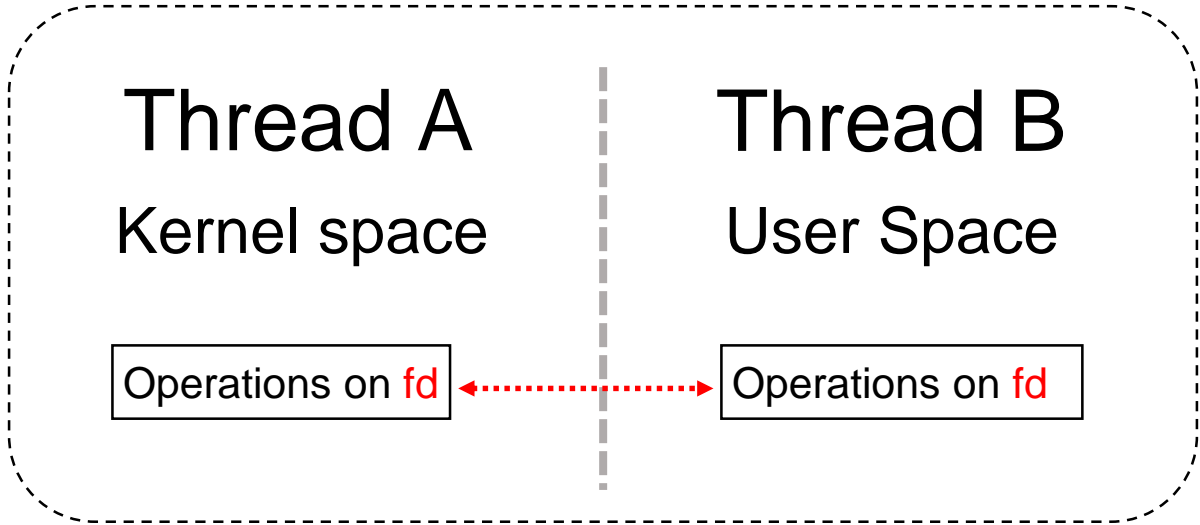 Thread A
Kernel space
Operations on fd
Thread B
User Space
Operations on fd